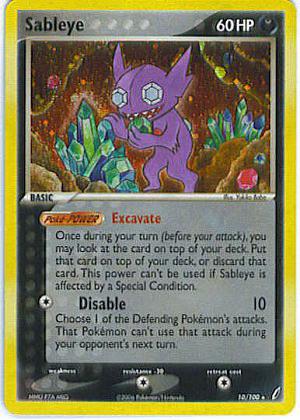 Sableye 60 HP
BASIC Illus. Yukiko Baba
Poké-POWER Excavate
Once during your turn (before your attack), you
may look at the card on top of your deck. Put
that card on top of your deck, or discard that
card. This power can't be used if Sableye is
affected by a Special Condition.
Disable 10
Choose 1 of the Defending Pokémon's attacks.
That Pokémon can't use that attack during
your opponent's next turn.
weakness resistance -30 retreat cost
©2006 Pokémon/Nintendo 10/100